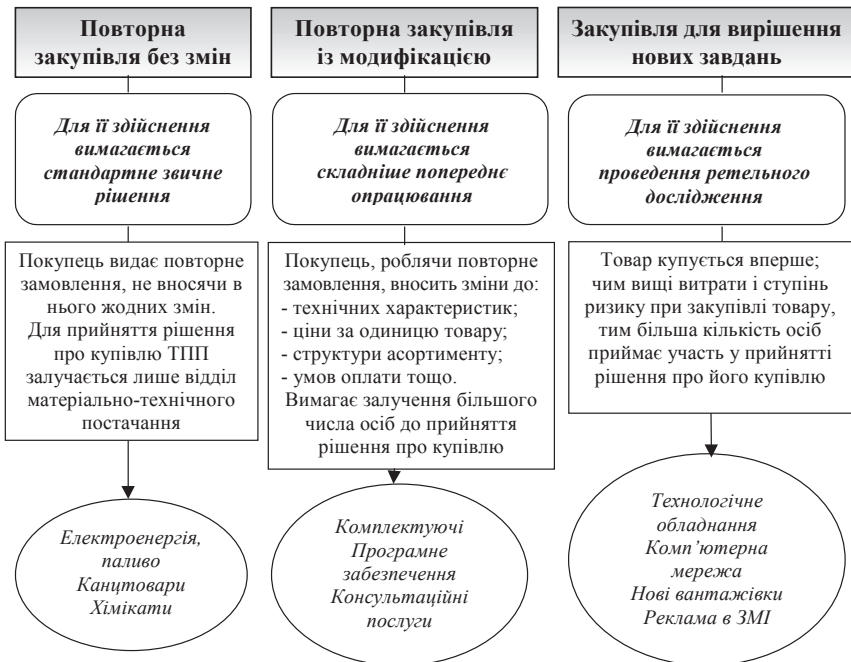 Повторна
закупівля без змін
Для її здійснення
вимагається
стандартне звичне
рішення
Покупець видає повторне
замовлення, не вносячи в
нього жодних змін.
Для прийняття рішення
про купівлю ТПП
залучається лише відділ
матеріально-технічного
постачання
Електроенергія,
паливо
Канцтовари
Хімікати
Повторна закупівля
із модифікацією
Для її здійснення
вимагається
складніше попереднє
опрацювання
Покупець, роблячи повторне
замовлення, вносить зміни до:
- технічних характеристик;
- ціни за одиницю товару;
- структури асортименту;
- умов оплати тощо.
Вимагає залучення більшого
числа осіб до прийняття
рішення про купівлю
Комплектуючі
Програмне
забезпечення
Консультаційні
послуги
Закупівля для вирішення
нових завдань
Для її здійснення
вимагається
проведення ретельного
дослідження
Товар купується вперше;
чим вищі витрати і ступінь
ризику при закупівлі товару,
тим більша кількість осіб
приймає участь у прийнятті
рішення про його купівлю
Технологічне
обладнання
Комп’ютерна
мережа
Нові вантажівки
Реклама в ЗМІ